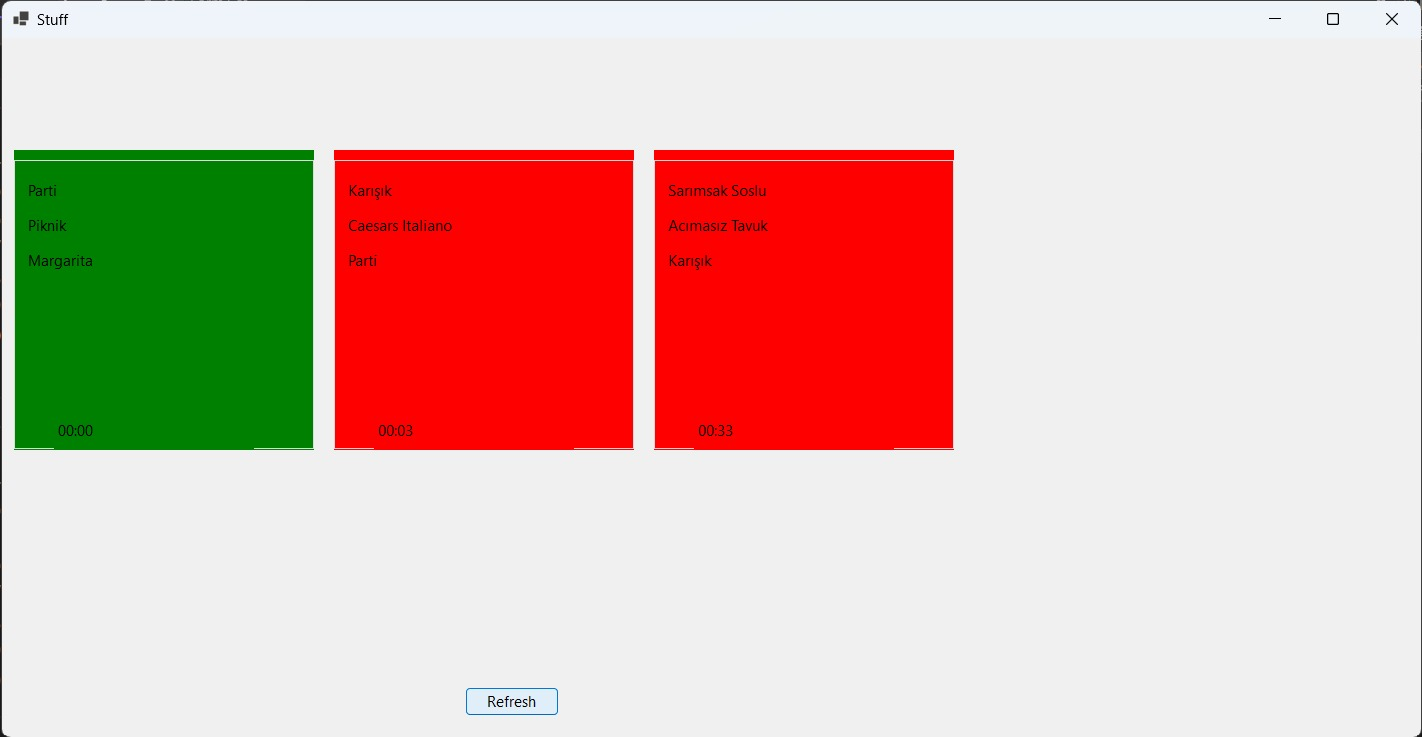 Stuff
Parti
Piknik
Margarita
00:00
Karışık
Caesars Italiano
Parti
00:03
Sarımsak Soslu
Acımasız Tavuk
Karışık
00:33
Refresh